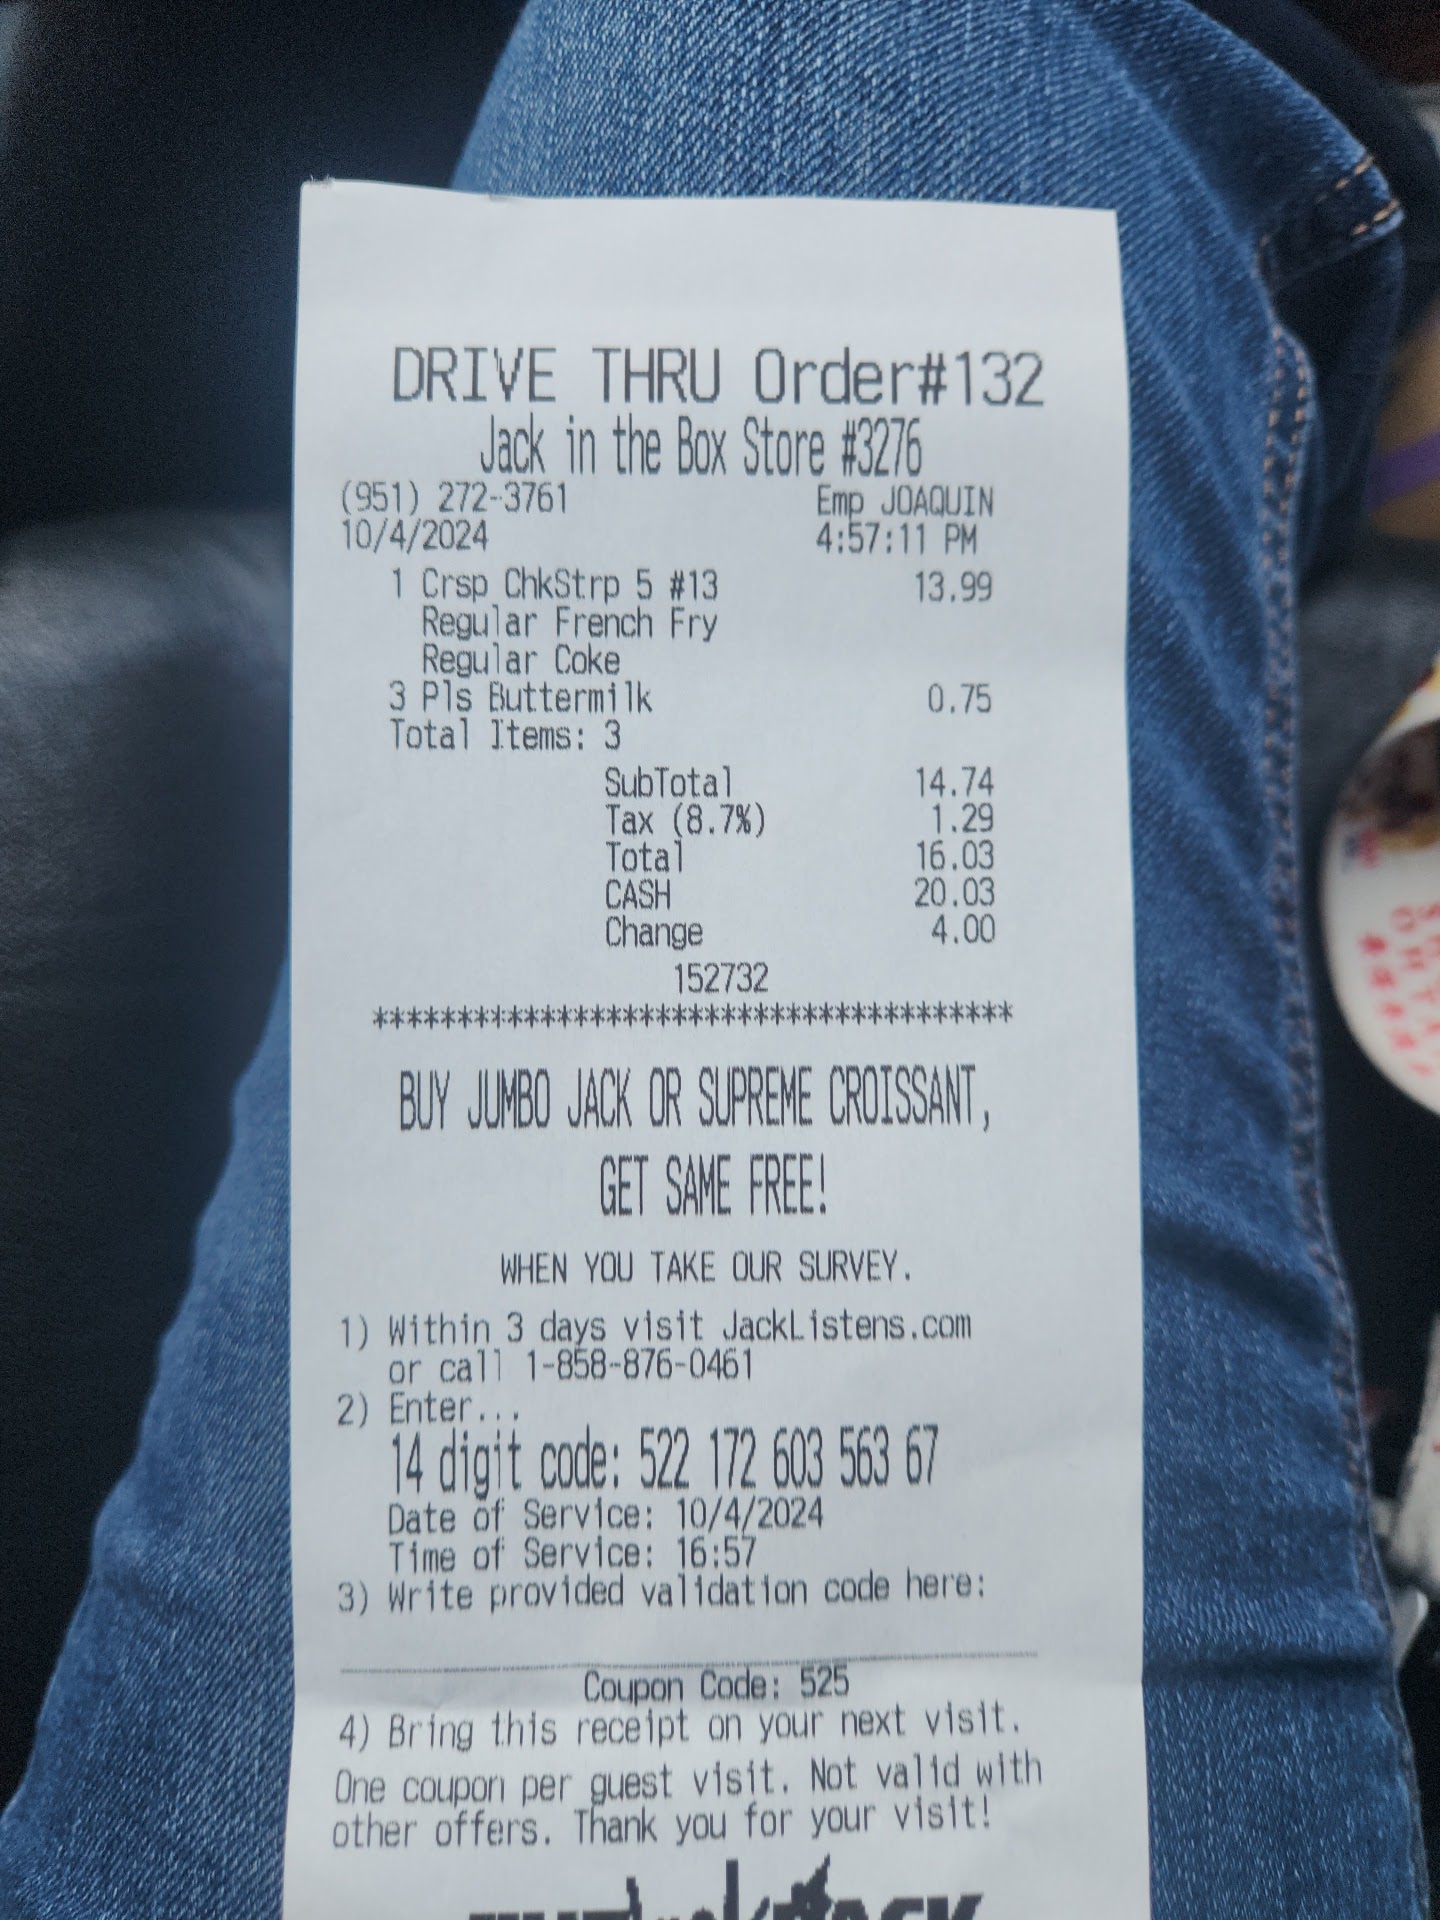 DRIVE THRU Order#132
Jack in the Box Store #3276
(951) 272-3761 Emp JOAQUIN
10/4/2024 4:57:11 PM
1 Crsp ChkStrp 5 #13 13.99
Regular French Fry
Regular Coke
3 Pls Buttermilk 0.75
Total Items: 3
SubTotal 14.74
Tax (8.7%) 1.29
Total 16.03
CASH 20.03
Change 4.00
152732
***************************************
BUY JUMBO JACK OR SUPREME CROISSANT,
GET SAME FREE!
WHEN YOU TAKE OUR SURVEY.
1) Within 3 days visit JackListens.com
or call 1-858-876-0461
2) Enter...
14 digit code: 522 172 603 563 67
Date of Service: 10/4/2024
Time of Service: 16:57
3) Write provided validation code here:
Coupon Code: 525
4) Bring this receipt on your next visit.
One coupon per guest visit. Not valid with
other offers. Thank you for your visit!